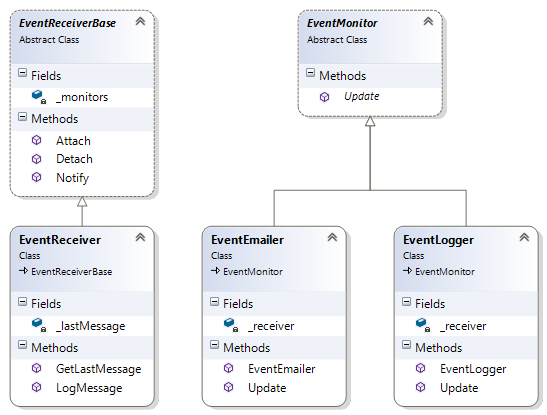 EventReceiverBase
Abstract Class
Fields
_monitors
Methods
Attach
Detach
Notify
EventMonitor
Abstract Class
Methods
Update
EventReceiver
Class
EventReceiverBase
Fields
_lastMessage
Methods
GetLastMessage
LogMessage
EventEmailer
Class
EventMonitor
Fields
_receiver
Methods
EventEmailer
Update
EventLogger
Class
EventMonitor
Fields
_receiver
Methods
EventLogger
Update